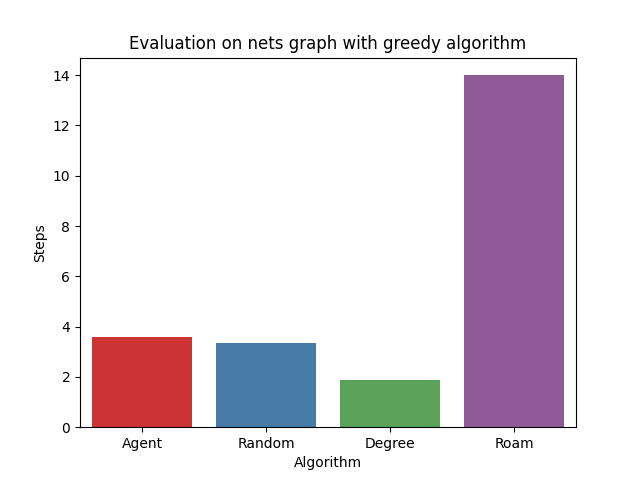 Evaluation on nets graph with greedy algorithm
14
12
10
8
6
4
2
0
Steps
Agent Random Degree Roam
Algorithm